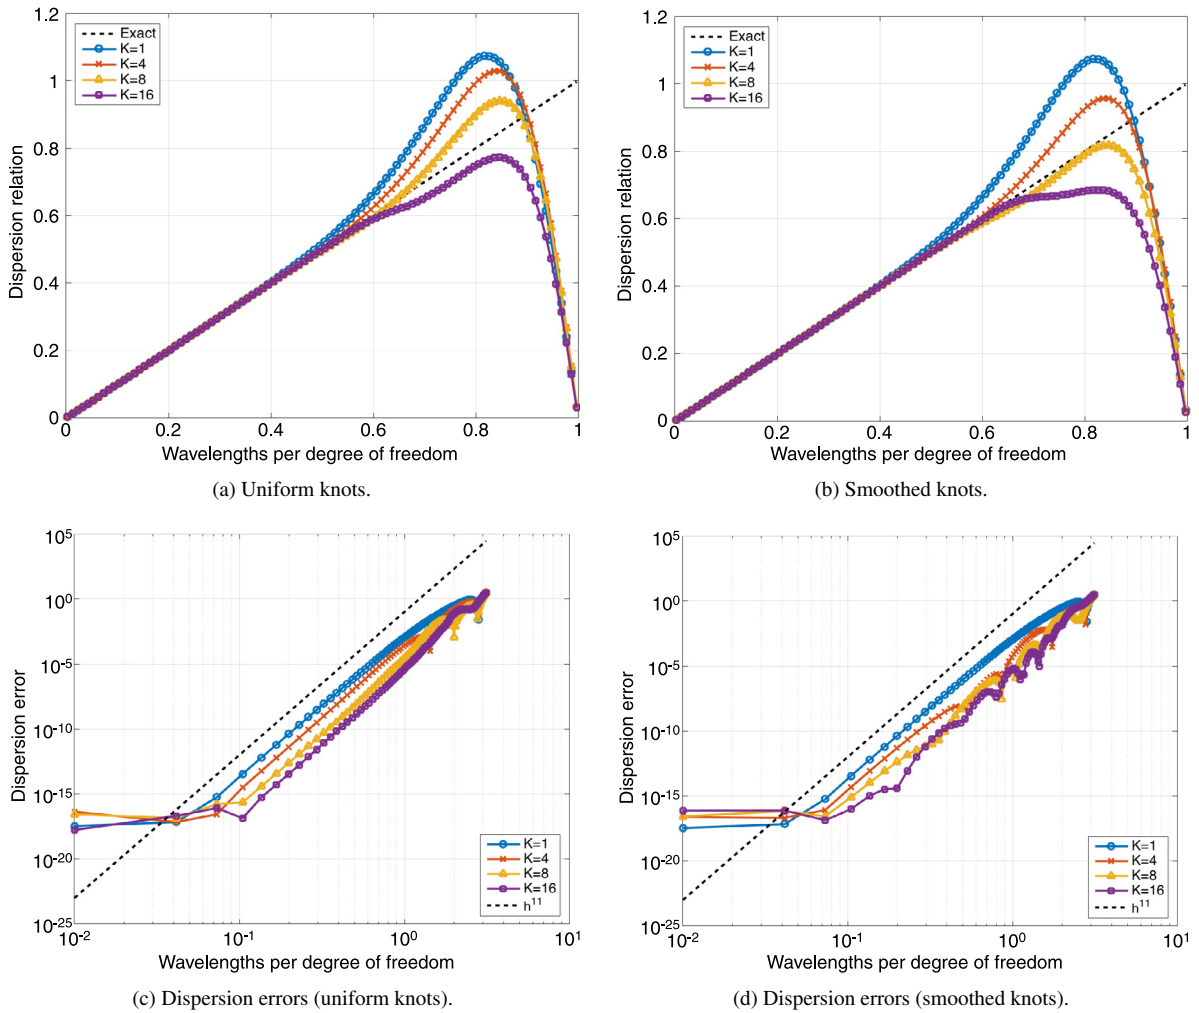 1.2
1
0.8
0.6
0.4
0.2
0
Dispersion relation
Exact
K=1
K=4
K=8
K=16
0 0.2 0.4 0.6 0.8 1
Wavelengths per degree of freedom
(a) Uniform knots.
1.2
1
0.8
0.6
0.4
0.2
0
Dispersion relation
Exact
K=1
K=4
K=8
K=16
0 0.2 0.4 0.6 0.8 1
Wavelengths per degree of freedom
(b) Smoothed knots.
10^5
10^0
10^-5
10^-10
10^-15
10^-20
10^-25
Dispersion error
K=1
K=4
K=8
K=16
h^11
10^-2 10^-1 10^0 10^1
Wavelengths per degree of freedom
(c) Dispersion errors (uniform knots).
10^5
10^0
10^-5
10^-10
10^-15
10^-20
10^-25
Dispersion error
K=1
K=4
K=8
K=16
h^11
10^-2 10^-1 10^0 10^1
Wavelengths per degree of freedom
(d) Dispersion errors (smoothed knots).